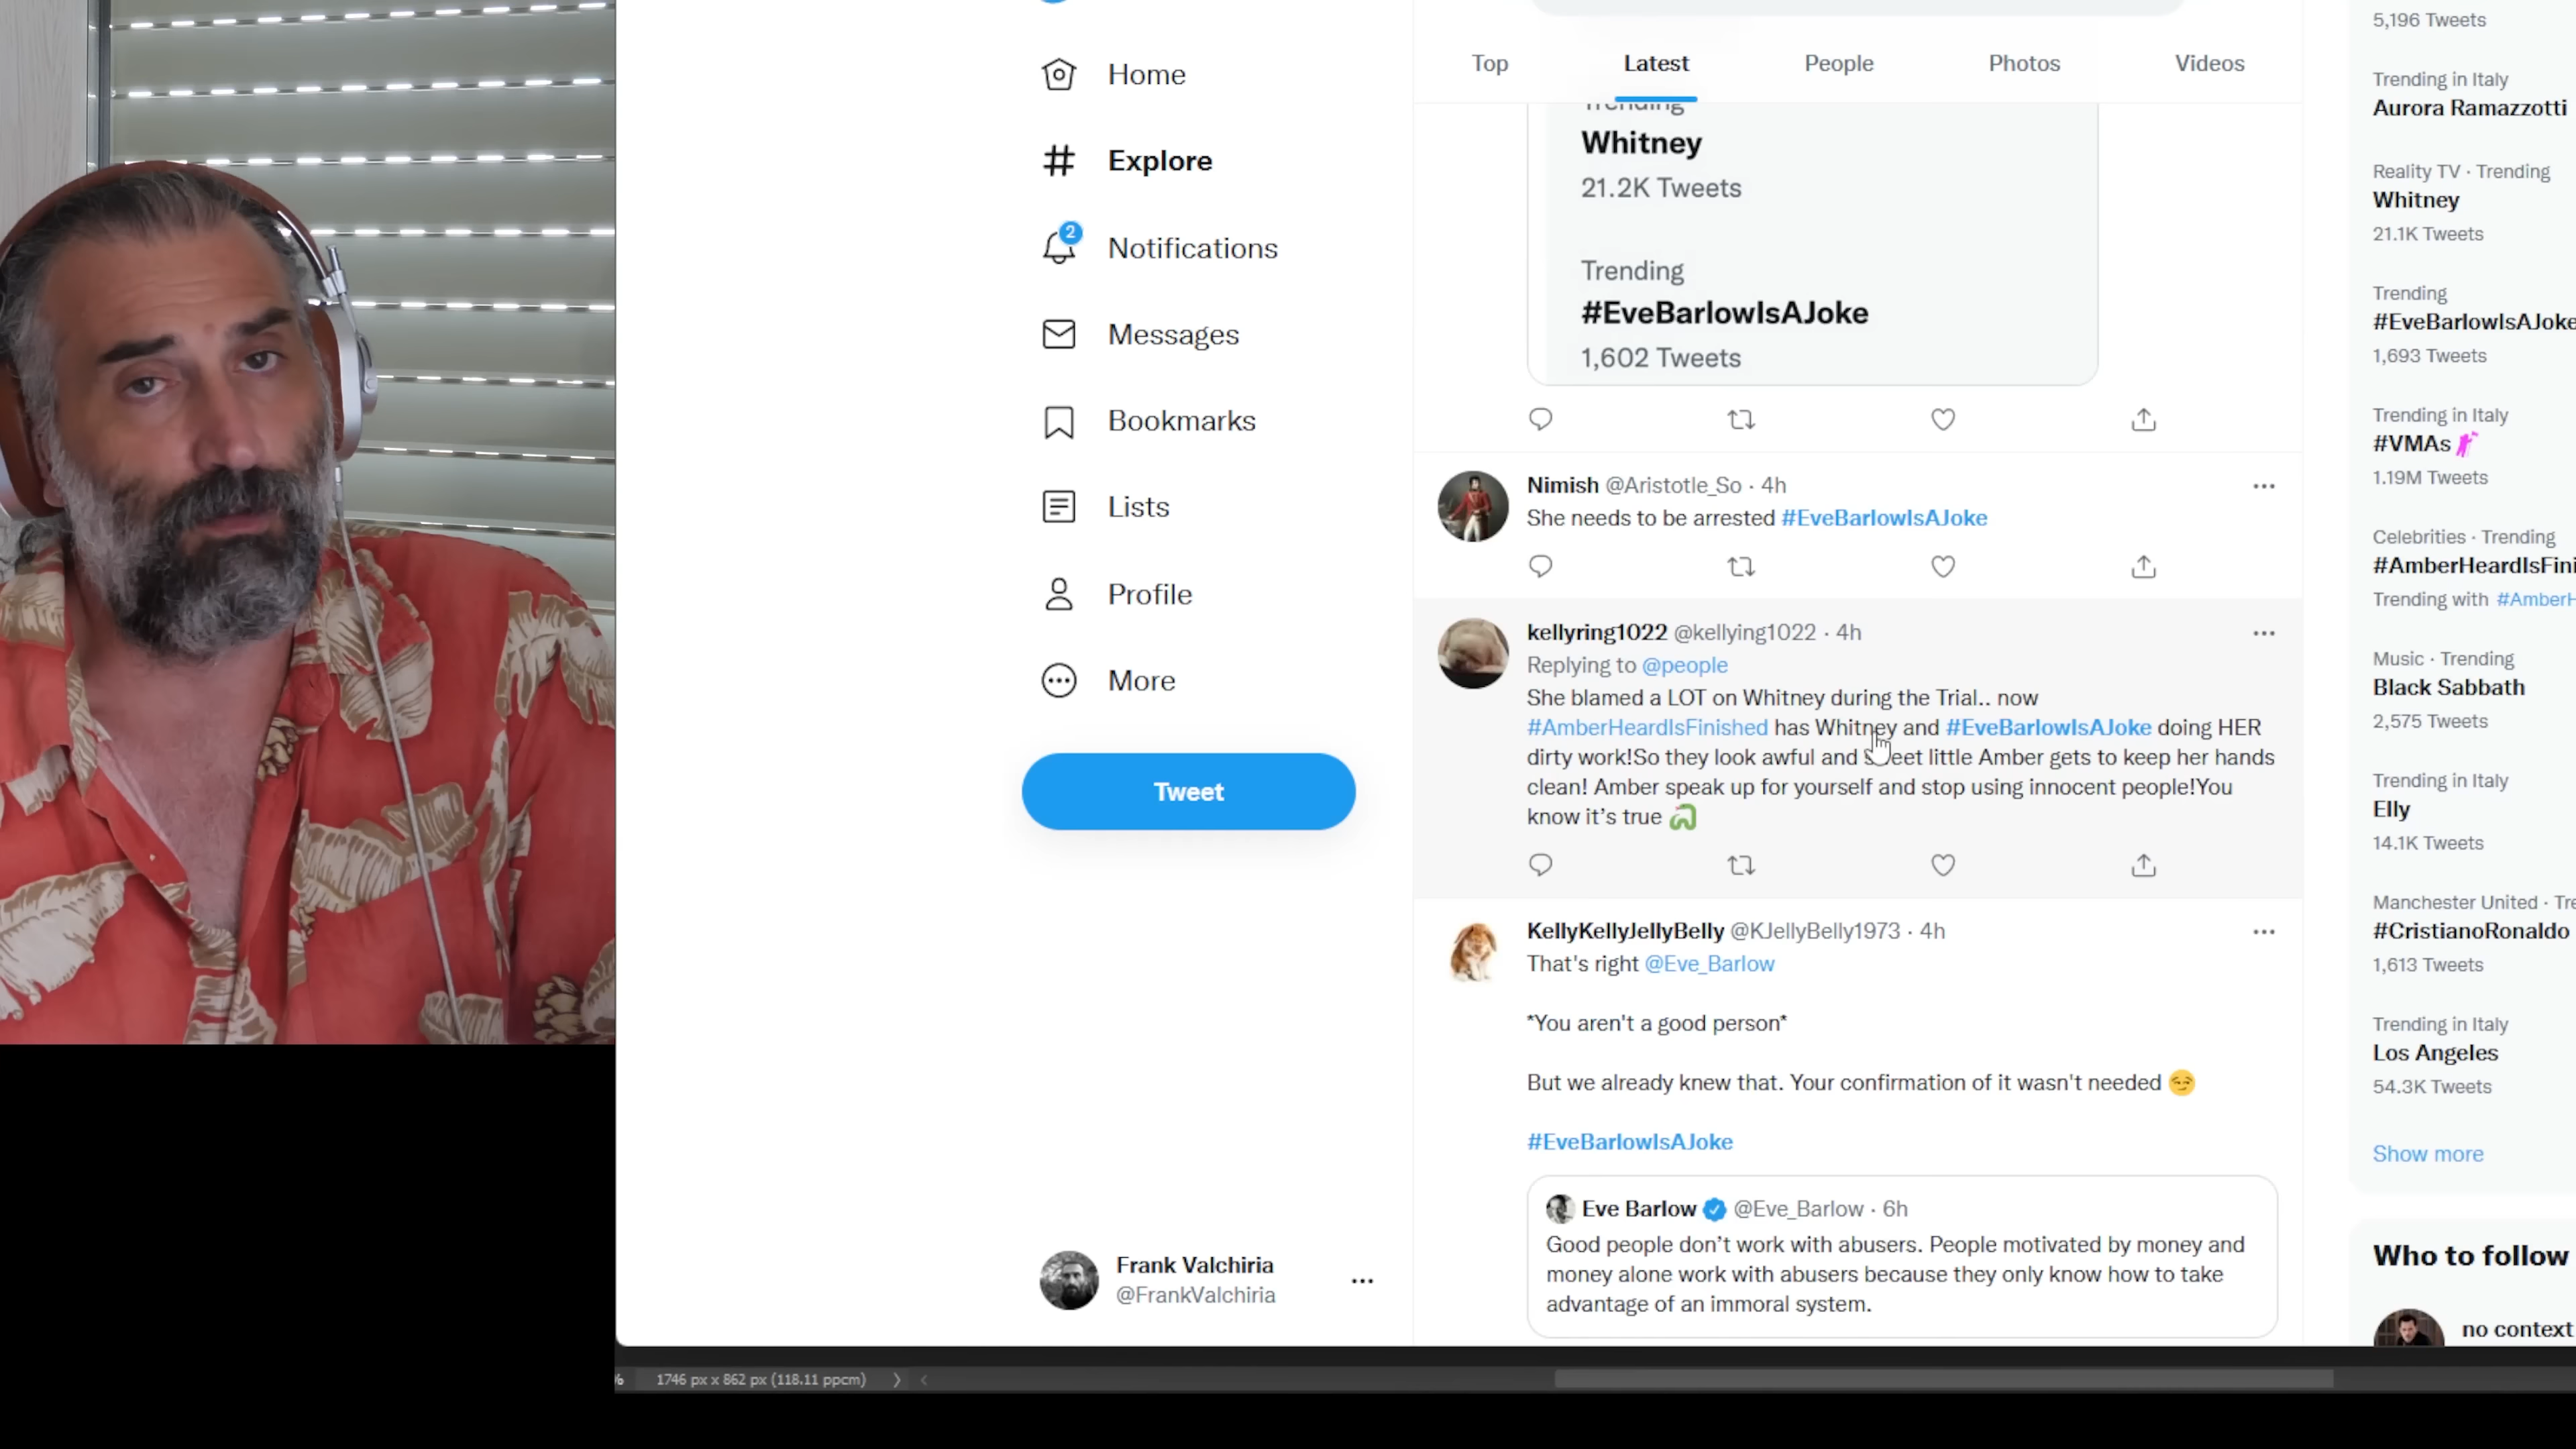 Home
Explore
2
Notifications
Messages
Bookmarks
Lists
Profile
More
Tweet
Frank Valchiria
@FrankValchiria
Top
Latest
People
Photos
Videos
Trending
Whitney
21.2K Tweets
Trending
#EveBarlowIsAJoke
1,602 Tweets
Nimish @Aristotle_So · 4h
She needs to be arrested #EveBarlowIsAJoke
kellyring1022 @kellying1022 · 4h
Replying to @people
She blamed a LOT on Whitney during the Trial.. now
#AmberHeardIsFinished has Whitney and #EveBarlowIsAJoke doing HER
dirty work!So they look awful and sweet little Amber gets to keep her hands
clean! Amber speak up for yourself and stop using innocent people!You
know it's true 🐍
KellyKellyJellyBelly @KJellyBelly1973 · 4h
That's right @Eve_Barlow
*You aren't a good person*
But we already knew that. Your confirmation of it wasn't needed 😏
#EveBarlowIsAJoke
Eve Barlow @Eve_Barlow · 6h
Good people don't work with abusers. People motivated by money and
money alone work with abusers because they only know how to take
advantage of an immoral system.
5,196 Tweets
Trending in Italy
Aurora Ramazzotti
Reality TV · Trending
Whitney
21.1K Tweets
Trending
#EveBarlowIsAJoke
1,693 Tweets
Trending in Italy
#VMAs
1.19M Tweets
Celebrities · Trending
#AmberHeardIsFini
Trending with #AmberH
Music · Trending
Black Sabbath
2,575 Tweets
Trending in Italy
Elly
14.1K Tweets
Manchester United · Tre
#CristianoRonaldo
1,613 Tweets
Trending in Italy
Los Angeles
54.3K Tweets
Show more
Who to follow
no context
% 1746 px x 862 px (118.11 ppcm)